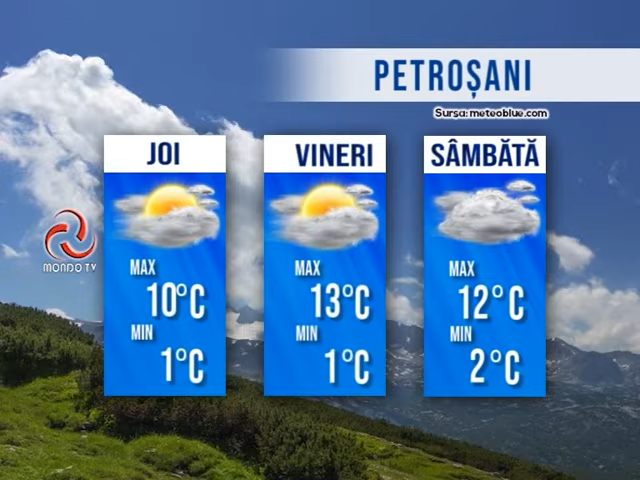 PETROȘANI
Sursa: meteoblue.com
JOI
MAX
10°C
MIN
1°C
VINERI
MAX
13°C
MIN
1°C
SÂMBĂTĂ
MAX
12°C
MIN
2°C
MONDO TV